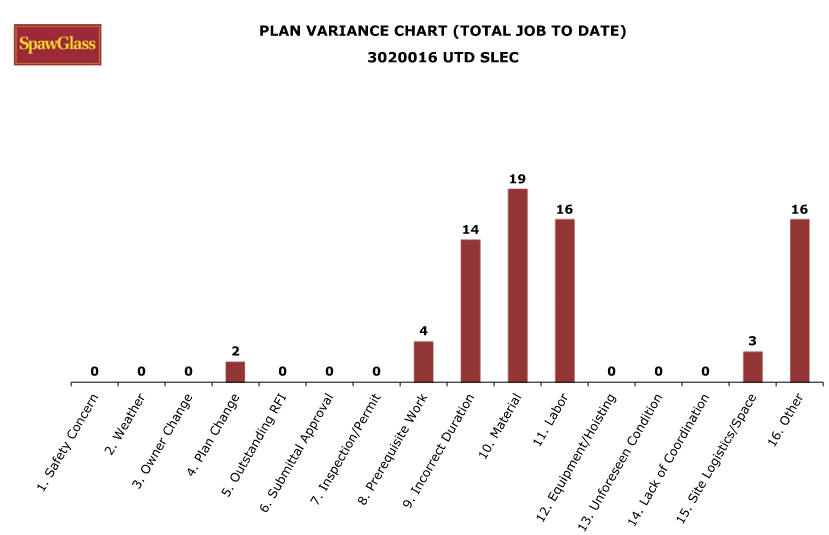 SpawGlass
PLAN VARIANCE CHART (TOTAL JOB TO DATE)
3020016 UTD SLEC
0
0
0
2
0
0
0
4
14
19
16
0
0
0
3
16
1. Safety Concern
2. Weather
3. Owner Change
4. Plan Change
5. Outstanding RFI
6. Submittal Approval
7. Inspection/Permit
8. Prerequisite Work
9. Incorrect Duration
10. Material
11. Labor
12. Equipment/Hoisting
13. Unforeseen Condition
14. Lack of Coordination
15. Site Logistics/Space
16. Other